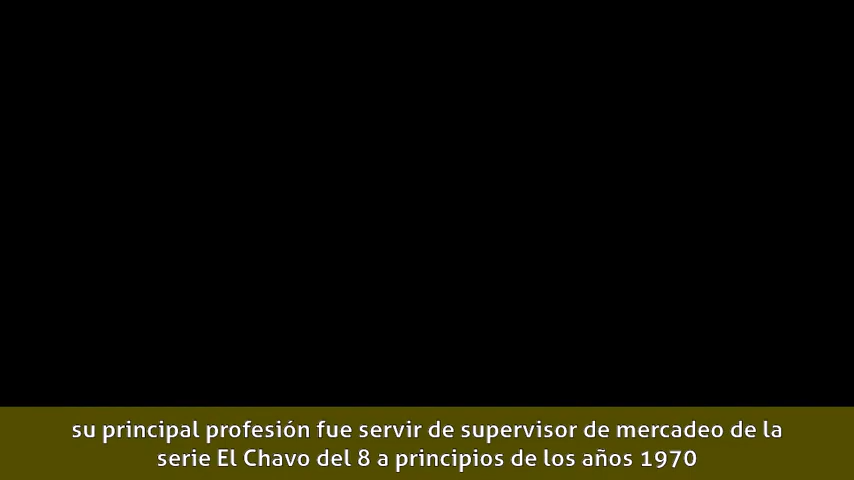 su principal profesión fue servir de supervisor de mercadeo de la
serie El Chavo del 8 a principios de los años 1970